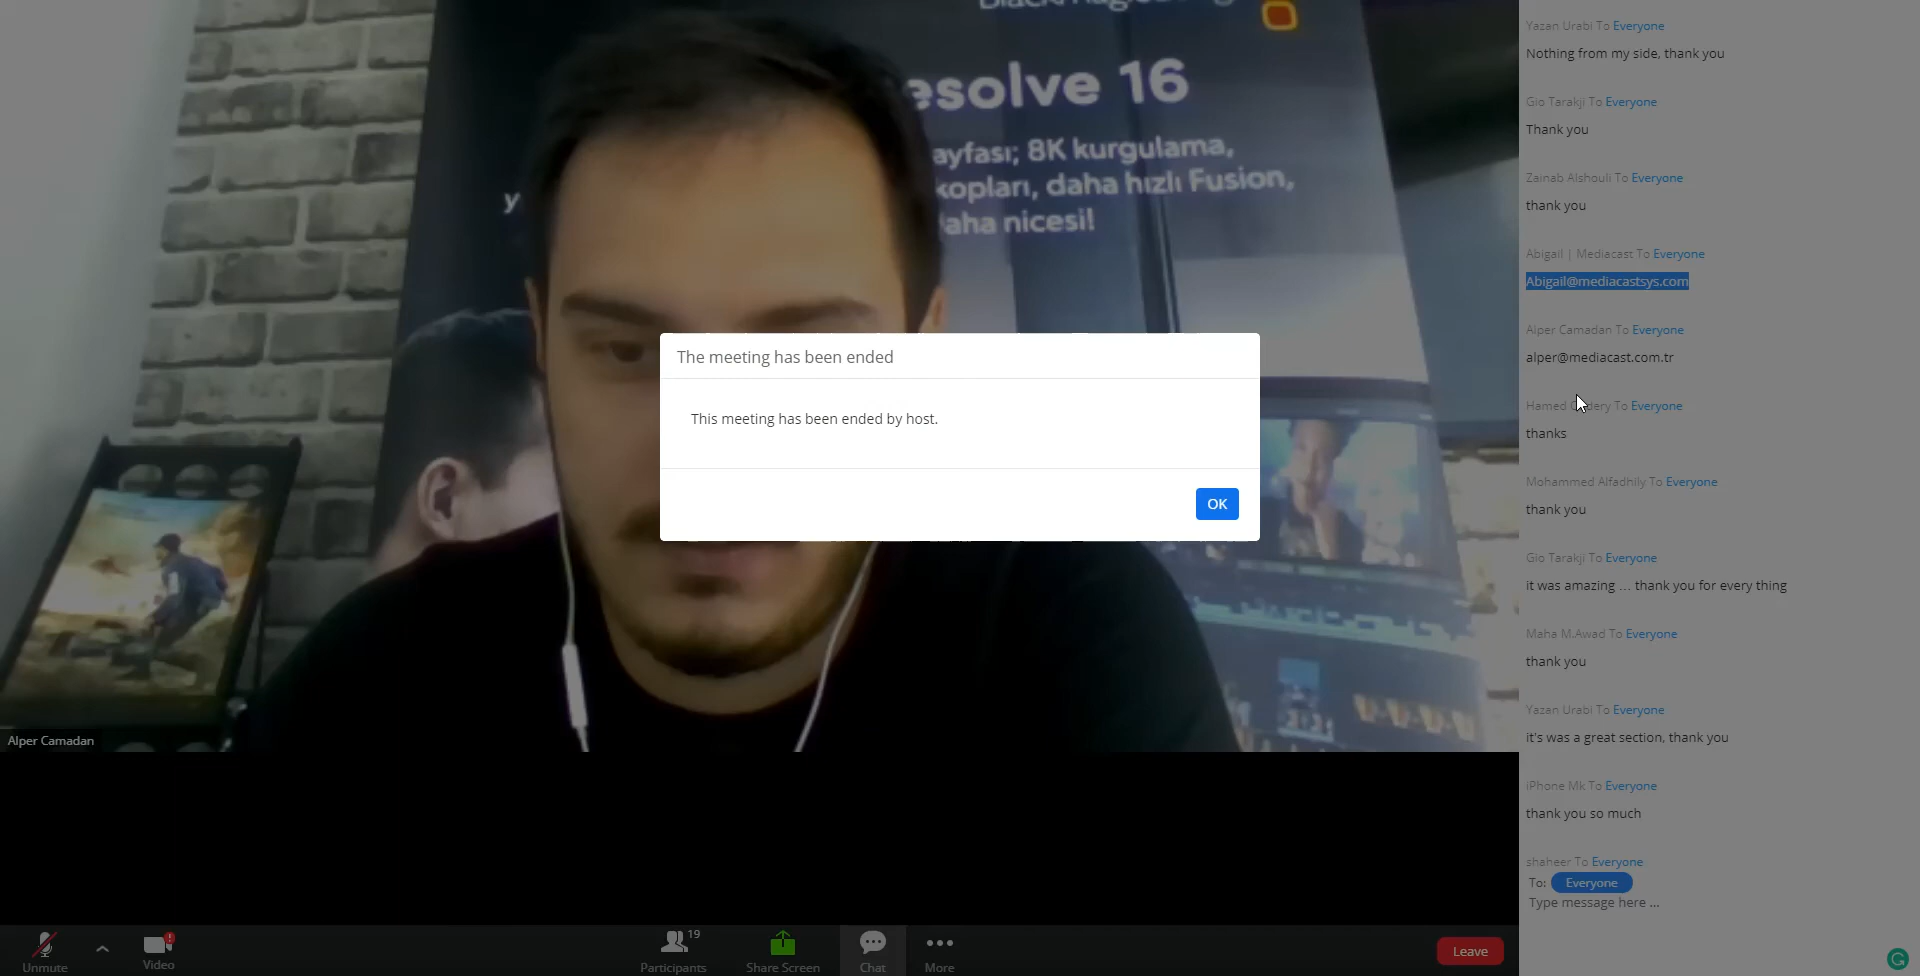 esolve 16
ayfası; 8K kurgulama,
kopları, daha hızlı Fusion,
aha nicesi!
y
The meeting has been ended
This meeting has been ended by host.
OK
Alper Camadan
Unmute
Video
19
Participants
Share Screen
Chat
More
Leave
Yazan Urabi To Everyone
Nothing from my side, thank you
Gio Tarakji To Everyone
Thank you
Zainab Alshouli To Everyone
thank you
Abigail | Mediacast To Everyone
Abigail@mediacastsys.com
Alper Camadan To Everyone
alper@mediacast.com.tr
Hamed To Everyone
thanks
Mohammed Alfadhily To Everyone
thank you
Gio Tarakji To Everyone
it was amazing ... thank you for every thing
Maha M.Awad To Everyone
thank you
Yazan Urabi To Everyone
it's was a great section, thank you
iPhone Mk To Everyone
thank you so much
shaheer To Everyone
To: Everyone
Type message here ...